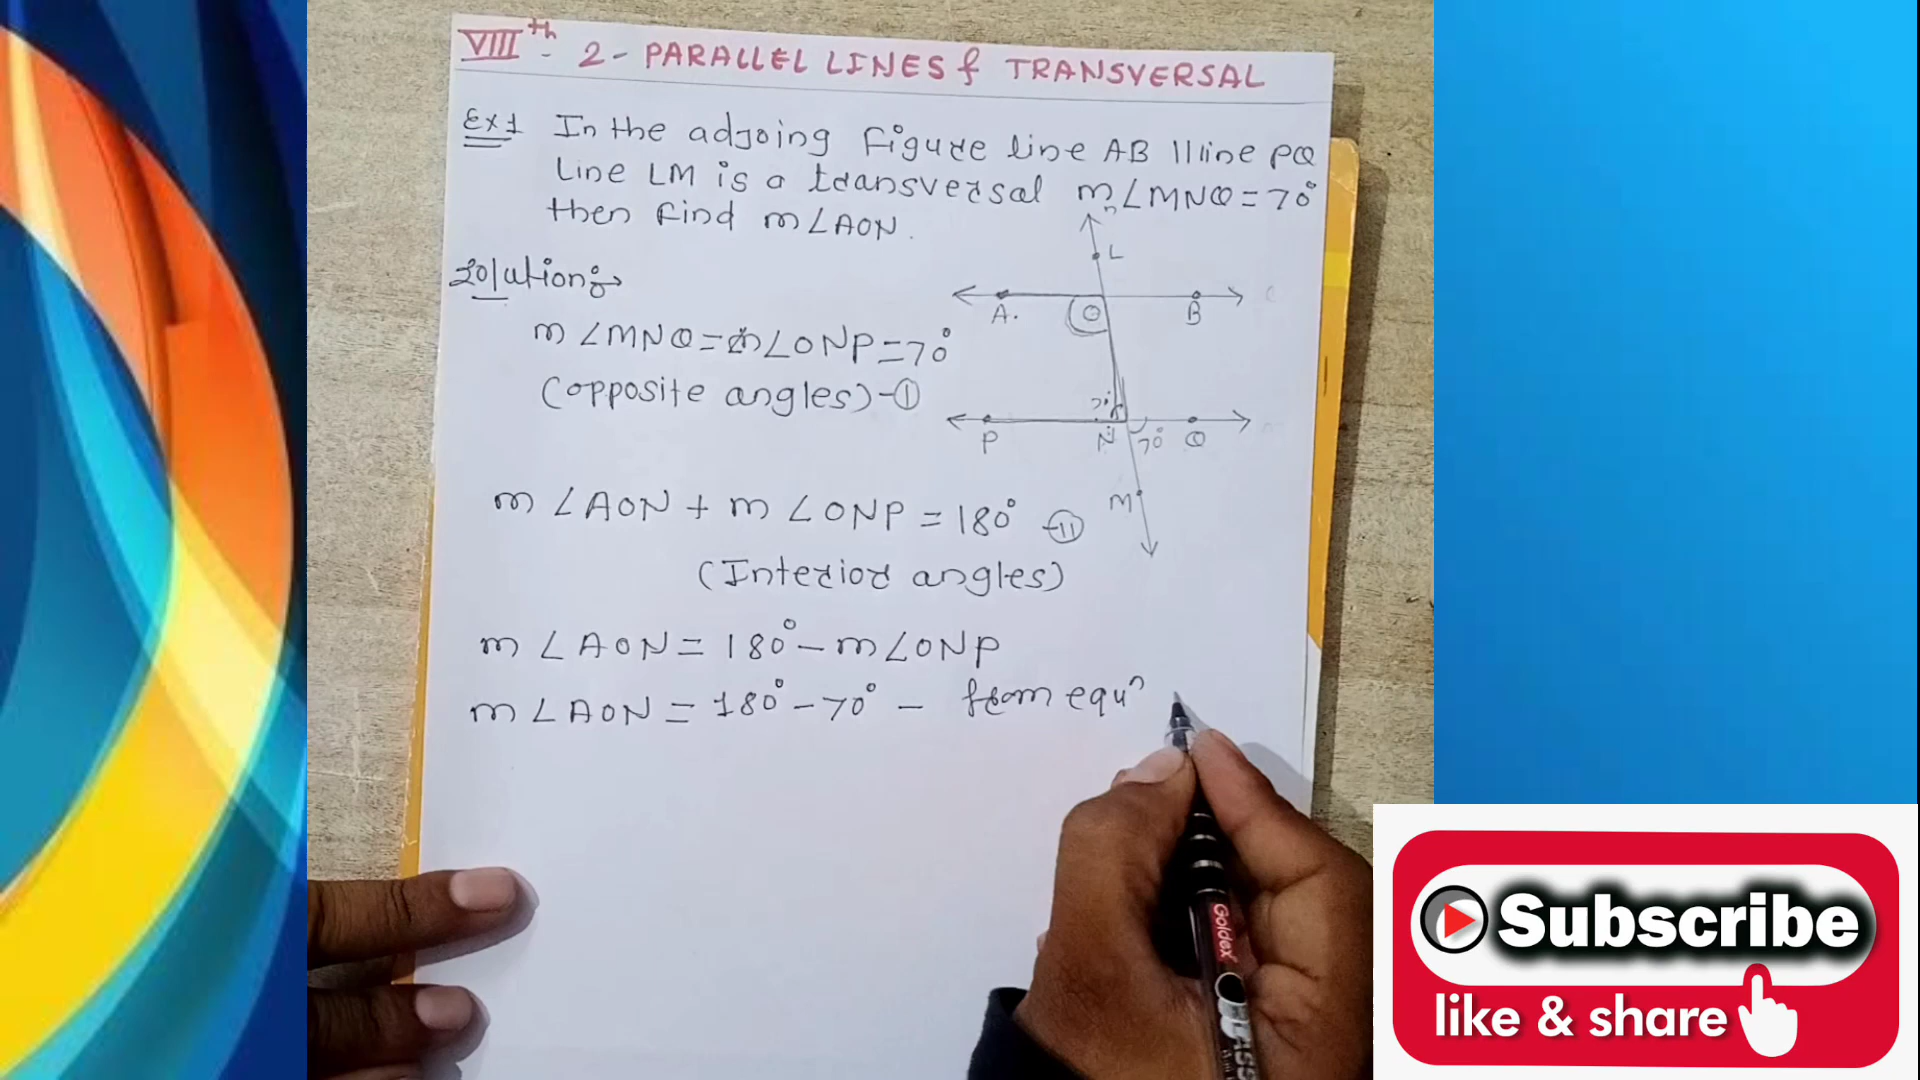 VIIIth - 2 - PARALLEL LINES & TRANSVERSAL
Ex 1 In the adjoing figure line AB || line PQ
Line LM is a transversal m∠MNQ = 70°
then find m∠AON.
Solution:→
m∠MNQ = m∠ONP = 70°
(opposite angles) - ①
m∠AON + m∠ONP = 180° - ⑪
(Interior angles)
m∠AON = 180° - m∠ONP
m∠AON = 180° - 70° - from equⁿ
L
A.
O
B
P
N
70°
Q
M
Goldex
Subscribe
like & share